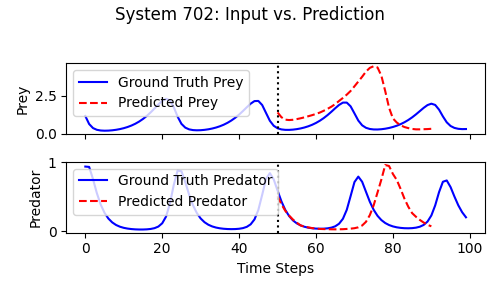 System 702: Input vs. Prediction
Prey
2.5
0.0
Ground Truth Prey
Predicted Prey
Predator
1
0
Ground Truth Predator
Predicted Predator
0
20
40
60
80
100
Time Steps